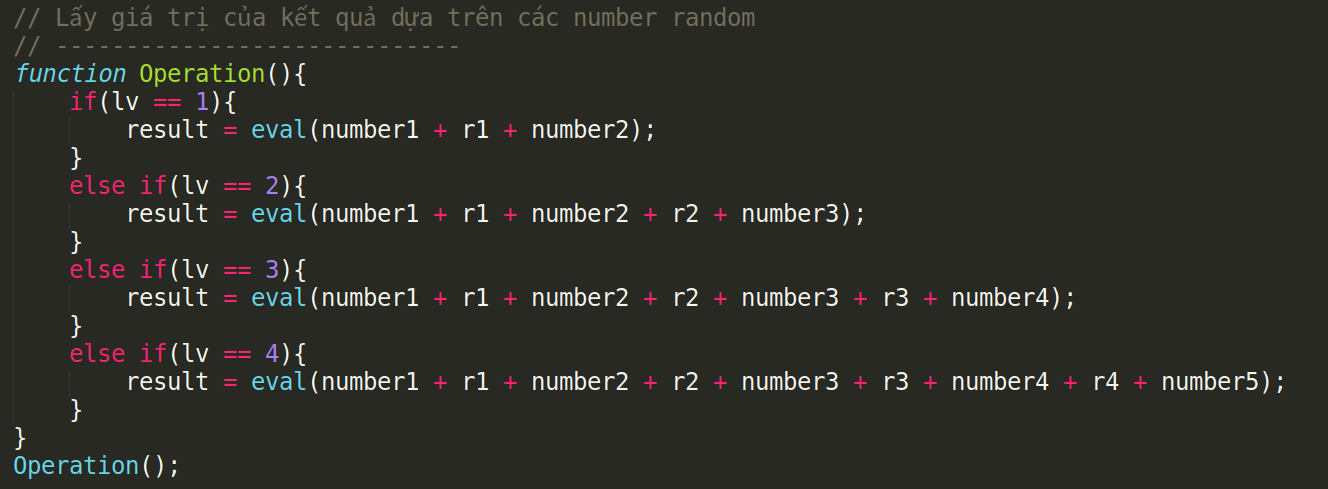 // Lấy giá trị của kết quả dựa trên các number random
// -----------------------------
function Operation(){
    if(lv == 1){
        result = eval(number1 + r1 + number2);
    }
    else if(lv == 2){
        result = eval(number1 + r1 + number2 + r2 + number3);
    }
    else if(lv == 3){
        result = eval(number1 + r1 + number2 + r2 + number3 + r3 + number4);
    }
    else if(lv == 4){
        result = eval(number1 + r1 + number2 + r2 + number3 + r3 + number4 + r4 + number5);
    }
}
Operation();